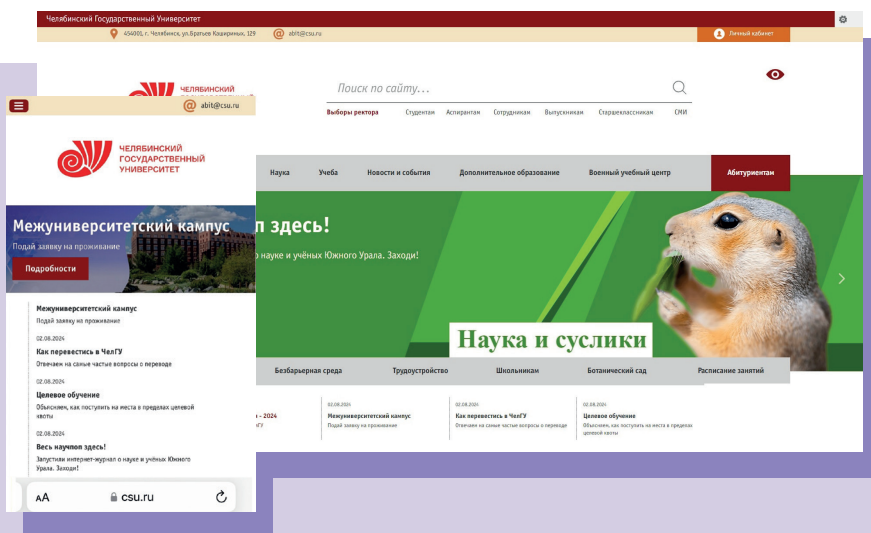 Челябинский Государственный Университет
454001, г. Челябинск, ул.Братьев Кашириных, 129
abit@csu.ru
Личный кабинет
ЧЕЛЯБИНСКИЙ
Поиск по сайту...
Выборы ректора
Студентам
Аспирантам
Сотрудникам
Выпускникам
Старшеклассникам
СМИ
Наука
Учеба
Новости и события
Дополнительное образование
Военный учебный центр
Абитуриентам
здесь!
о науке и учёных Южного Урала. Заходи!
Наука и суслики
Безбарьерная среда
Трудоустройство
Школьникам
Ботанический сад
Расписание занятий
- 2024
02.08.2024
Межуниверситетский кампус
Подай заявку на проживание
02.08.2024
Как перевестись в ЧелГУ
Отвечаем на самые частые вопросы о переводе
02.08.2024
Целевое обучение
Объясняем, как поступить на места в пределах
целевой квоты
abit@csu.ru
ЧЕЛЯБИНСКИЙ
ГОСУДАРСТВЕННЫЙ
УНИВЕРСИТЕТ
Межуниверситетский кампус
Подай заявку на проживание
Подробности
Межуниверситетский кампус
Подай заявку на проживание
02.08.2024
Как перевестись в ЧелГУ
Отвечаем на самые частые вопросы о переводе
02.08.2024
Целевое обучение
Объясняем, как поступить на места в пределах целевой
квоты
02.08.2024
Весь научпоп здесь!
Запустили интернет-журнал о науке и учёных Южного
Урала. Заходи!
AA
csu.ru